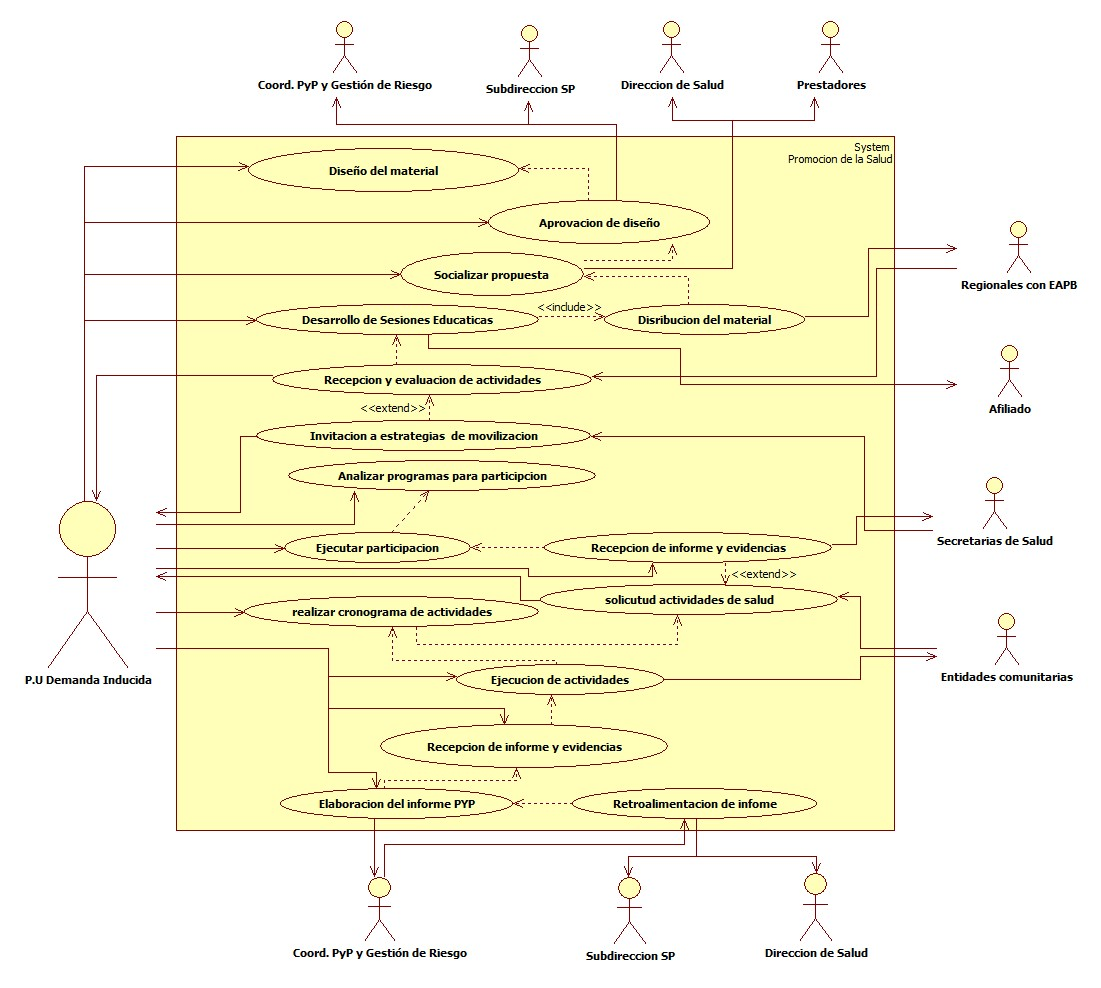 Coord. PyP y Gestión de Riesgo
Subdireccion SP
Direccion de Salud
Prestadores
System
Promocion de la Salud
Diseño del material
Aprovacion de diseño
Socializar propuesta
Regionales con EAPB
<<include>>
Desarrollo de Sesiones Educaticas
Disribucion del material
Recepcion y evaluacion de actividades
Afiliado
<<extend>>
Invitacion a estrategias de movilizacion
Analizar programas para participcion
Secretarias de Salud
Ejecutar participacion
Recepcion de informe y evidencias
<<extend>>
solicutud actividades de salud
realizar cronograma de actividades
P.U Demanda Inducida
Ejecucion de actividades
Entidades comunitarias
Recepcion de informe y evidencias
Elaboracion del informe PYP
Retroalimentacion de infome
Coord. PyP y Gestión de Riesgo
Subdireccion SP
Direccion de Salud